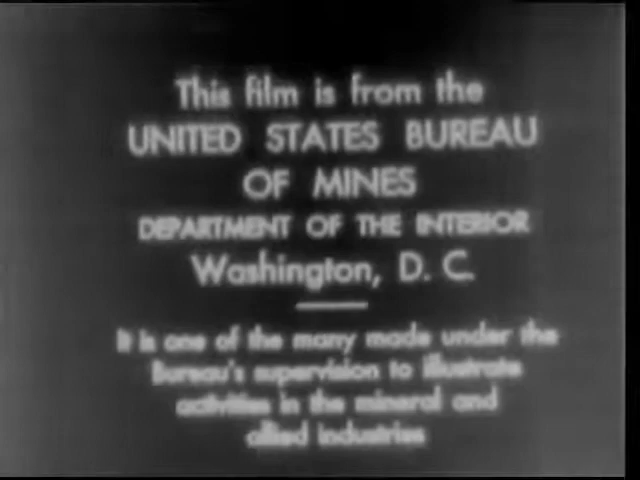 This film is from the
UNITED STATES BUREAU
OF MINES
DEPARTMENT OF THE INTERIOR
Washington, D. C.
It is one of the many made under the
Bureau's supervision to illustrate
activities in the mineral and
allied industries